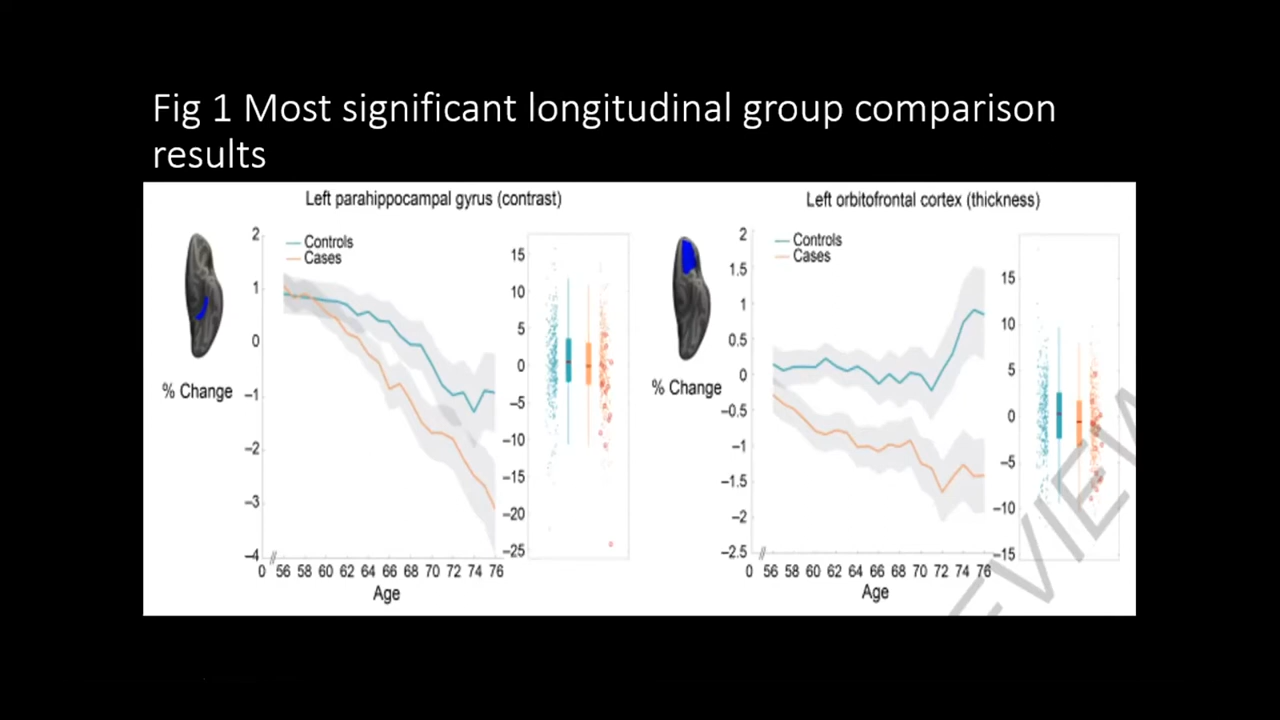 Fig 1 Most significant longitudinal group comparison
results
Left parahippocampal gyrus (contrast)
2
1
0
−1
−2
−3
−4
% Change
Controls
Cases
0 56 58 60 62 64 66 68 70 72 74 76
Age
15
10
5
0
−5
−10
−15
−20
−25
Left orbitofrontal cortex (thickness)
2
1.5
1
0.5
0
−0.5
−1
−1.5
−2
−2.5
% Change
Controls
Cases
0 56 58 60 62 64 66 68 70 72 74 76
Age
15
10
5
0
−5
−10
−15
EVIEW